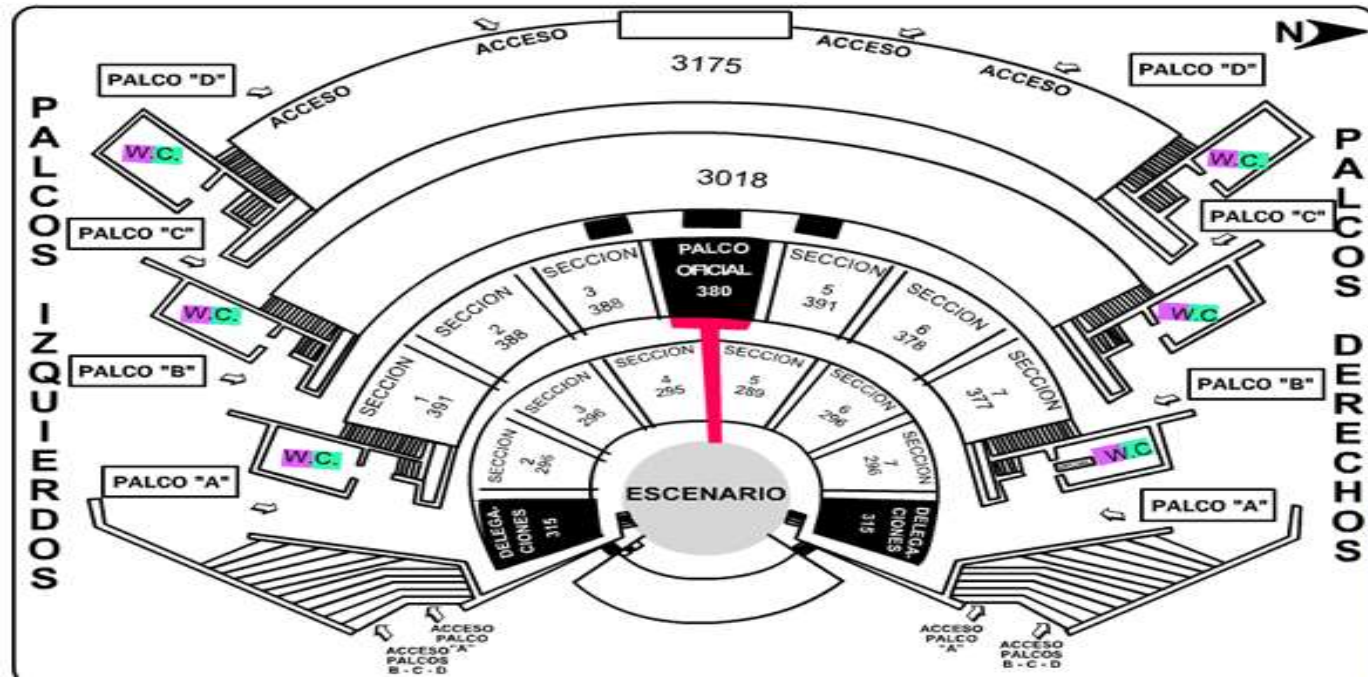 ACCESO
ACCESO
N
3175
PALCO "D"
ACCESO
ACCESO
PALCO "D"
PALCOS IZQUIERDOS
PALCOS DERECHOS
W.C.
W.C.
3018
PALCO "C"
PALCO "C"
PALCO
OFICIAL
380
SECCION
3
388
SECCION
5
391
SECCION
2
388
SECCION
6
378
W.C.
W.C
PALCO "B"
PALCO "B"
SECCION
1
391
SECCION
7
377
SECCION
4
295
SECCION
5
289
SECCION
3
296
SECCION
6
296
SECCION
2
296
SECCION
7
296
W.C.
W.C
PALCO "A"
PALCO "A"
ESCENARIO
DELEGA-
CIONES
315
DELEGA-
CIONES
315
ACCESO
PALCO
"A"
ACCESO
PALCOS
B - C - D
ACCESO
PALCO
"A"
ACCESO
PALCOS
B - C - D